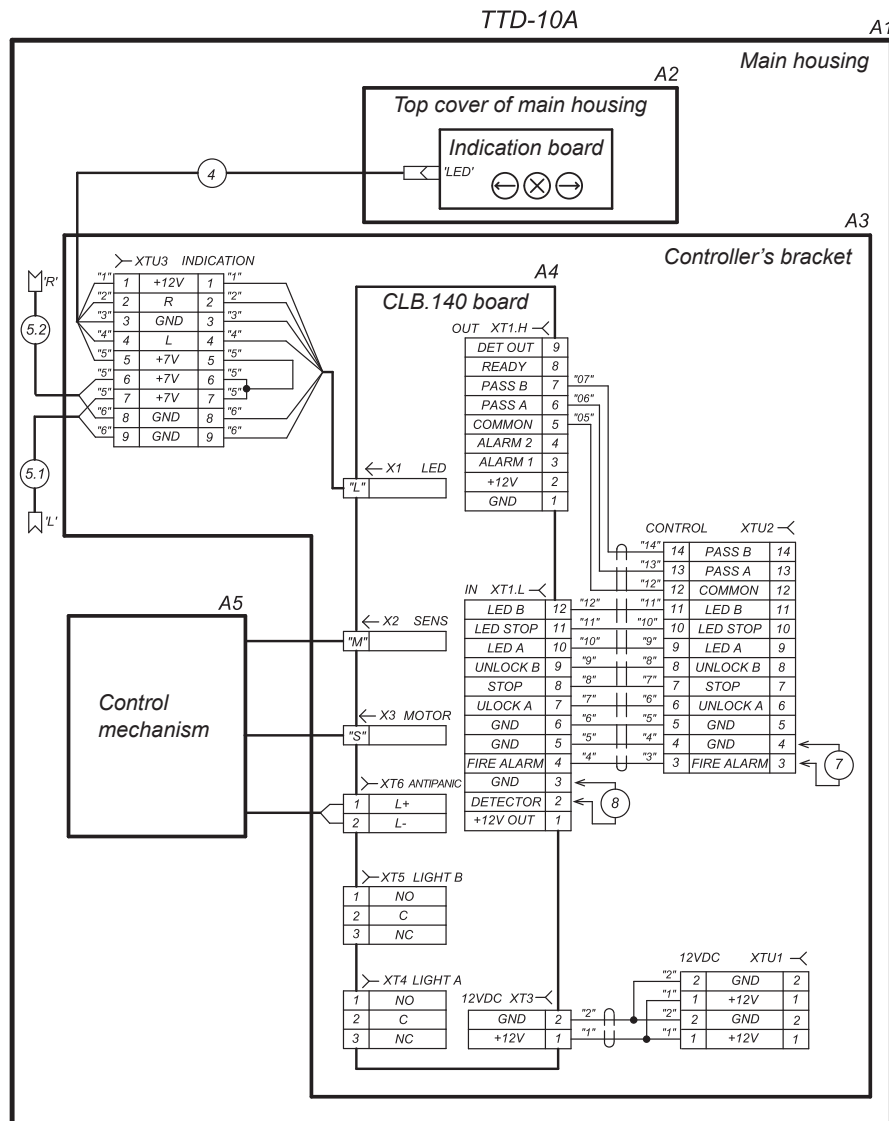 TTD-10A
A1
Main housing
A2
Top cover of main housing
Indication board
'LED'
4
A3
Controller's bracket
XTU3 INDICATION
"1" 1 +12V 1 "1"
"2" 2 R 2 "2"
"3" 3 GND 3 "3"
"4" 4 L 4 "4"
"5" 5 +7V 5 "5"
"5" 6 +7V 6 "5"
"5" 7 +7V 7 "5"
"6" 8 GND 8 "6"
"6" 9 GND 9 "6"
'R'
5.2
5.1
'L'
A4
CLB.140 board
OUT XT1.H
DET OUT 9
READY 8
PASS B 7 "07"
PASS A 6 "06"
COMMON 5 "05"
ALARM 2 4
ALARM 1 3
+12V 2
GND 1
X1 LED
"L"
CONTROL XTU2
"14" 14 PASS B 14
"13" 13 PASS A 13
"12" 12 COMMON 12
"11" 11 LED B 11
"10" 10 LED STOP 10
"9" 9 LED A 9
"8" 8 UNLOCK B 8
"7" 7 STOP 7
"6" 6 UNLOCK A 6
"5" 5 GND 5
"4" 4 GND 4
"3" 3 FIRE ALARM 3
7
IN XT1.L
LED B 12 "12"
LED STOP 11 "11"
LED A 10 "10"
UNLOCK B 9 "9"
STOP 8 "8"
ULOCK A 7 "7"
GND 6 "6"
GND 5 "5"
FIRE ALARM 4 "4"
GND 3
DETECTOR 2
+12V OUT 1
8
A5
Control
mechanism
X2 SENS
"M"
X3 MOTOR
"S"
XT6 ANTIPANIC
1 L+
2 L-
XT5 LIGHT B
1 NO
2 C
3 NC
XT4 LIGHT A
1 NO
2 C
3 NC
12VDC XT3
GND 2 "2"
+12V 1 "1"
12VDC XTU1
"2" 2 GND 2
"1" 1 +12V 1
"2" 2 GND 2
"1" 1 +12V 1